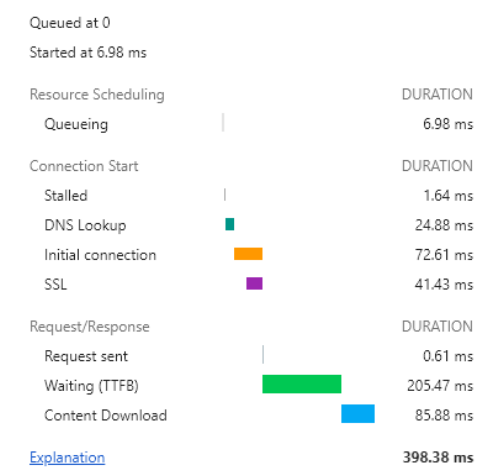 Queued at 0
Started at 6.98 ms
Resource Scheduling DURATION
Queueing 6.98 ms
Connection Start DURATION
Stalled 1.64 ms
DNS Lookup 24.88 ms
Initial connection 72.61 ms
SSL 41.43 ms
Request/Response DURATION
Request sent 0.61 ms
Waiting (TTFB) 205.47 ms
Content Download 85.88 ms
Explanation 398.38 ms